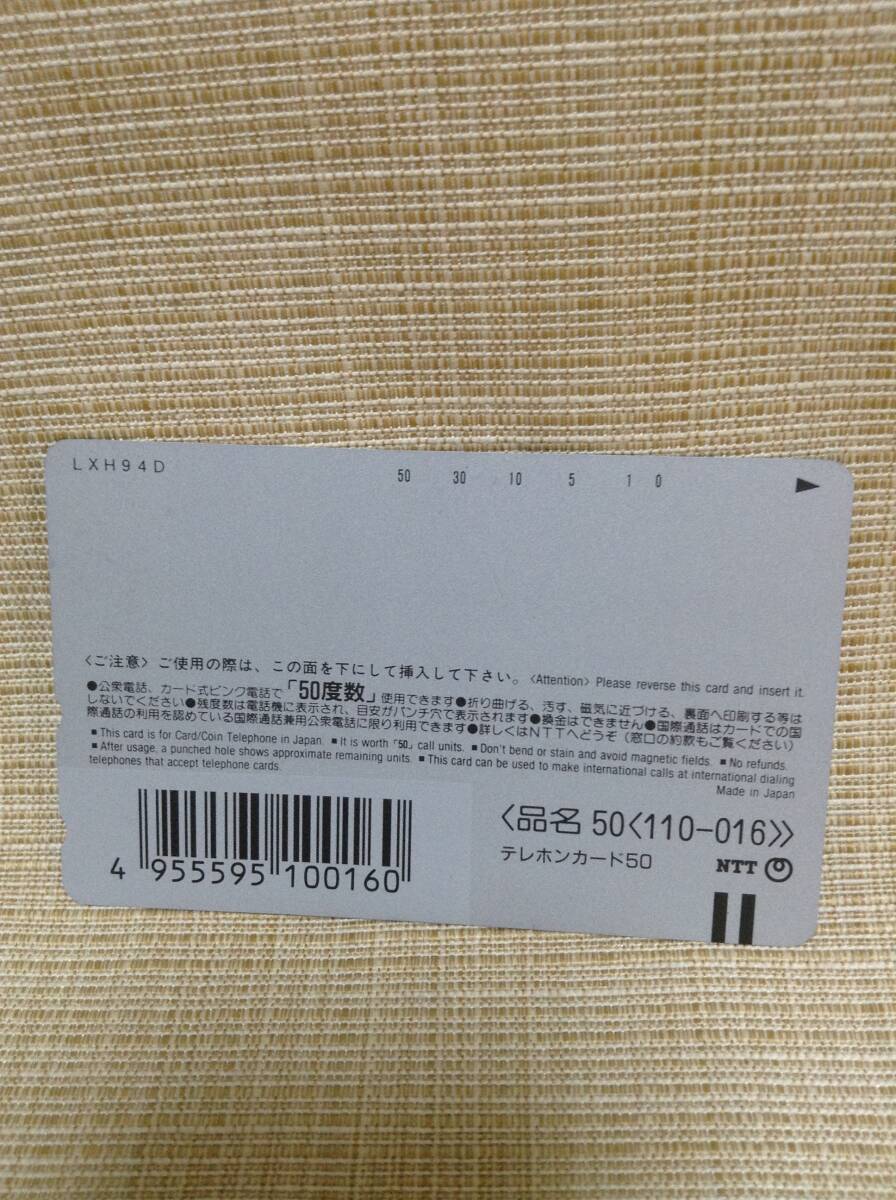 LXH94D
50 30 10 5 1 0 ▶
〈ご注意〉ご使用の際は、この面を下にして挿入して下さい。〈Attention〉Please reverse this card and insert it.
●公衆電話、カード式ピンク電話で「50度数」使用できます●折り曲げる、汚す、磁気に近づける、裏面へ印刷する等は
しないでください●残度数は電話機に表示され、目安がパンチ穴で表示されます●換金はできません●国際通話はカードでの国
際通話の利用を認めている国際通話兼用公衆電話に限り利用できます●詳しくはNTTへどうぞ(窓口の約款もご覧ください)
■This card is for Card/Coin Telephone in Japan. ■It is worth「50」call units. ■Don't bend or stain and avoid magnetic fields. ■No refunds.
■After usage, a punched hole shows approximate remaining units. ■This card can be used to make international calls at international dialing
telephones that accept telephone cards.
Made in Japan
〈品名 50〈110-016〉〉
テレホンカード50 NTT
4 955595 100160